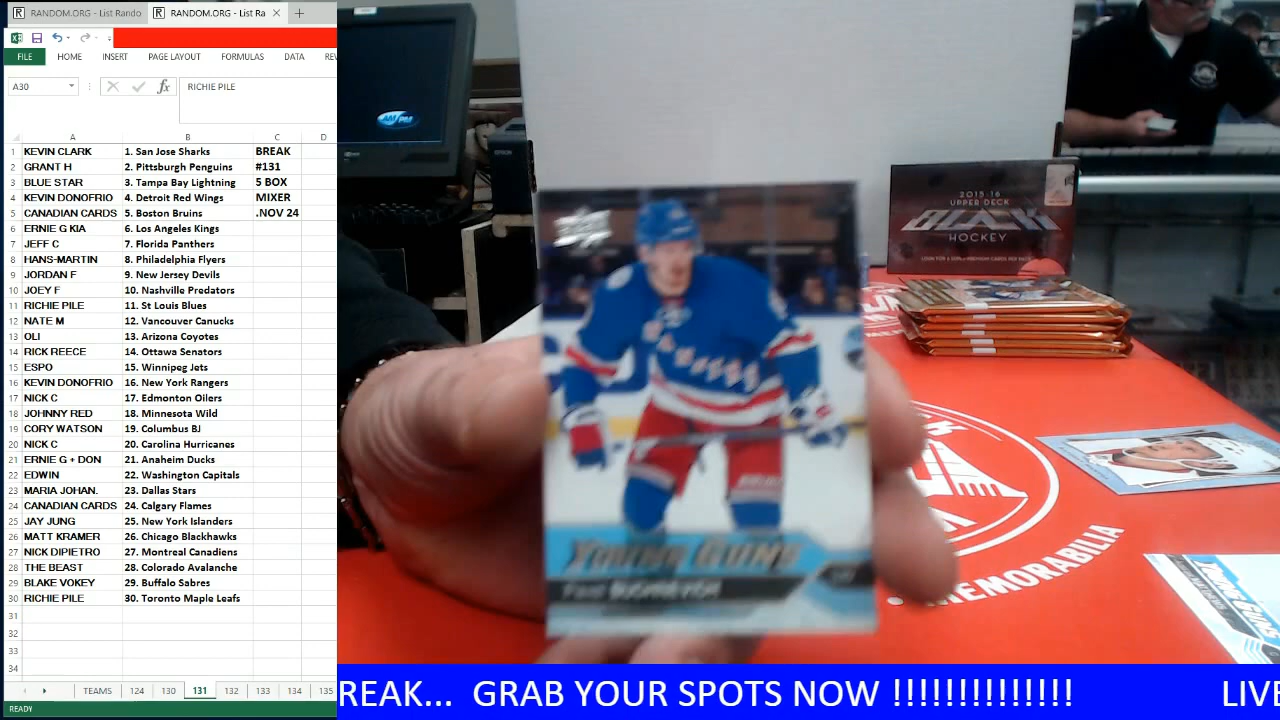 RANDOM.ORG - List Rando
RANDOM.ORG - List Ra
FILE HOME INSERT PAGE LAYOUT FORMULAS DATA RE
A30 fx RICHIE PILE
A B C D
1 KEVIN CLARK 1. San Jose Sharks BREAK
2 GRANT H 2. Pittsburgh Penguins #131
3 BLUE STAR 3. Tampa Bay Lightning 5 BOX
4 KEVIN DONOFRIO 4. Detroit Red Wings MIXER
5 CANADIAN CARDS 5. Boston Bruins .NOV 24
6 ERNIE G KIA 6. Los Angeles Kings
7 JEFF C 7. Florida Panthers
8 HANS-MARTIN 8. Philadelphia Flyers
9 JORDAN F 9. New Jersey Devils
10 JOEY F 10. Nashville Predators
11 RICHIE PILE 11. St Louis Blues
12 NATE M 12. Vancouver Canucks
13 OLI 13. Arizona Coyotes
14 RICK REECE 14. Ottawa Senators
15 ESPO 15. Winnipeg Jets
16 KEVIN DONOFRIO 16. New York Rangers
17 NICK C 17. Edmonton Oilers
18 JOHNNY RED 18. Minnesota Wild
19 CORY WATSON 19. Columbus BJ
20 NICK C 20. Carolina Hurricanes
21 ERNIE G + DON 21. Anaheim Ducks
22 EDWIN 22. Washington Capitals
23 MARIA JOHAN. 23. Dallas Stars
24 CANADIAN CARDS 24. Calgary Flames
25 JAY JUNG 25. New York Islanders
26 MATT KRAMER 26. Chicago Blackhawks
27 NICK DIPIETRO 27. Montreal Canadiens
28 THE BEAST 28. Colorado Avalanche
29 BLAKE VOKEY 29. Buffalo Sabres
30 RICHIE PILE 30. Toronto Maple Leafs
31
32
33
34
TEAMS 124 130 131 132 133 134 135
READY
2015-16
UPPER DECK
BLACK
HOCKEY
RANGERS
YOUNG GUNS
BUCHNEVICH
MEMORABILIA
YOUNG GUNS
REAK... GRAB YOUR SPOTS NOW !!!!!!!!!!!!!! LIVE